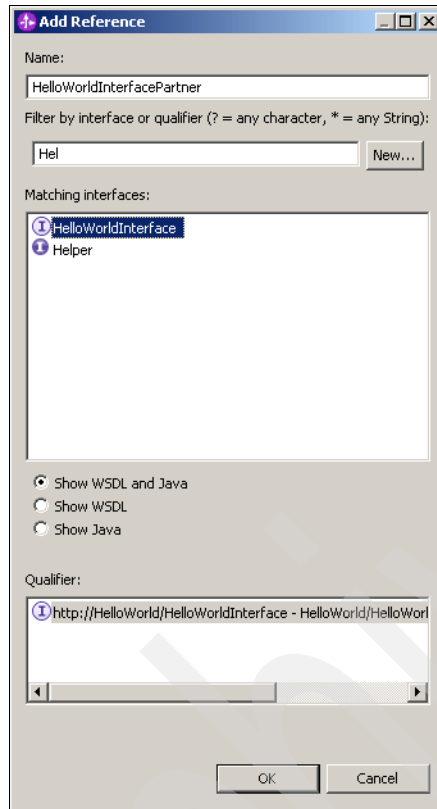 Add Reference
Name:
HelloWorldInterfacePartner
Filter by interface or qualifier (? = any character, * = any String):
Hel
New...
Matching interfaces:
HelloWorldInterface
Helper
Show WSDL and Java
Show WSDL
Show Java
Qualifier:
http://HelloWorld/HelloWorldInterface - HelloWorld/HelloWorl
OK
Cancel